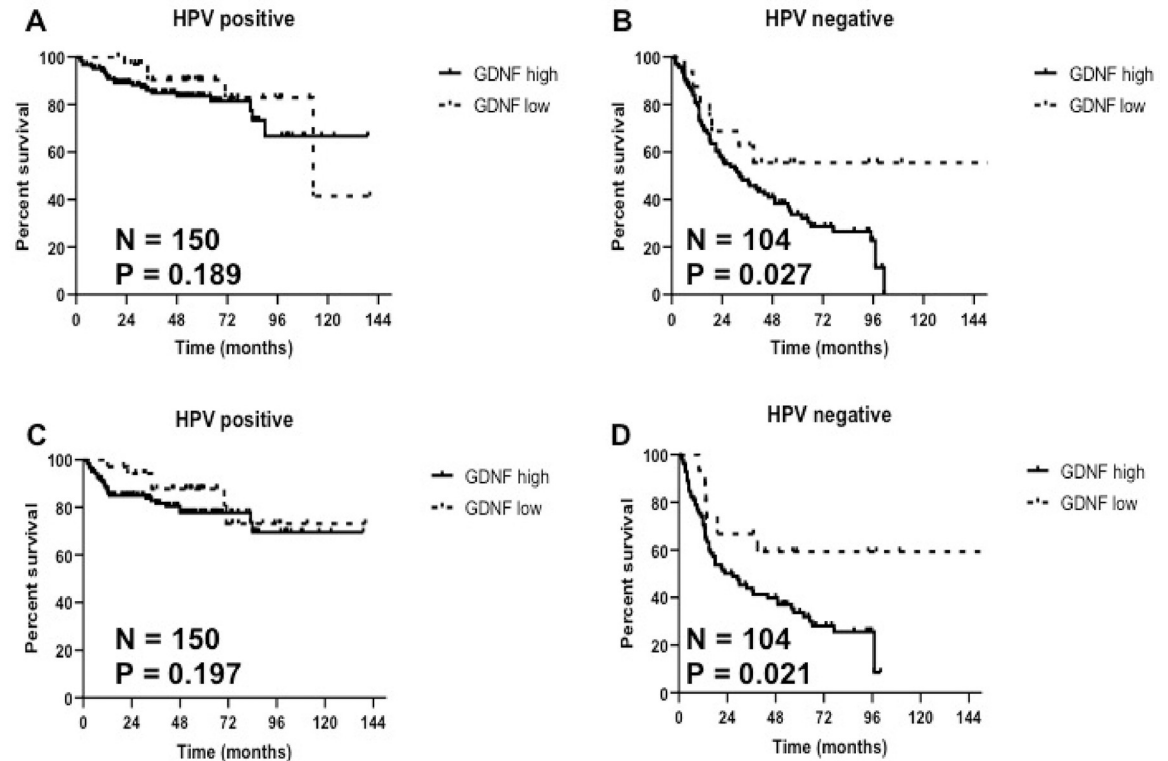 A
HPV positive
Percent survival
100
80
60
40
20
0
0 24 48 72 96 120 144
Time (months)
GDNF high
GDNF low
N = 150
P = 0.189
B
HPV negative
Percent survival
100
80
60
40
20
0
0 24 48 72 96 120 144
Time (months)
GDNF high
GDNF low
N = 104
P = 0.027
C
HPV positive
Percent survival
100
80
60
40
20
0
0 24 48 72 96 120 144
Time (months)
GDNF high
GDNF low
N = 150
P = 0.197
D
HPV negative
Percent survival
100
80
60
40
20
0
0 24 48 72 96 120 144
Time (months)
GDNF high
GDNF low
N = 104
P = 0.021